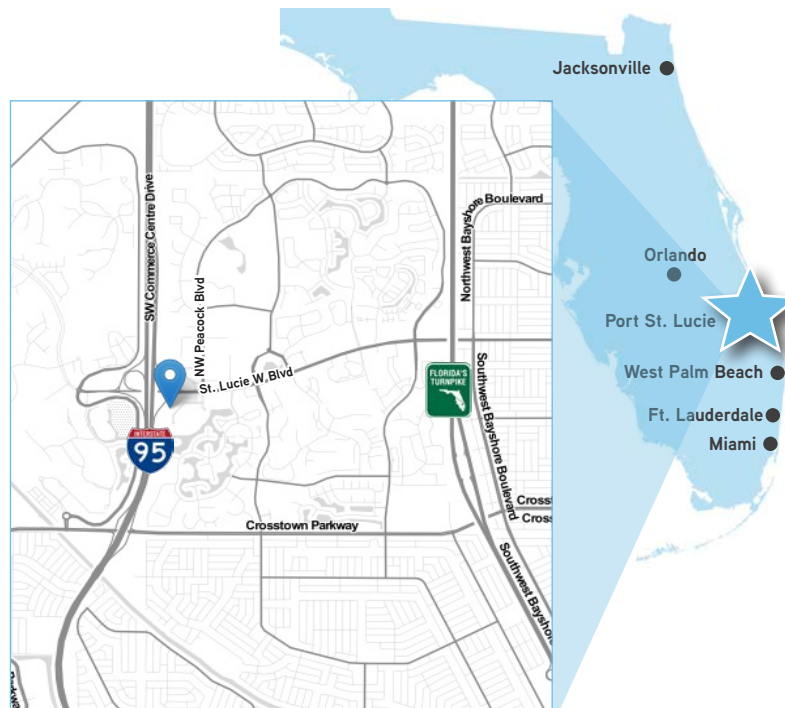 Jacksonville
Orlando
Port St. Lucie
West Palm Beach
Ft. Lauderdale
Miami
SW Commerce Centre Drive
N.W. Peacock Blvd
St. Lucie W. Blvd
Northwest Bayshore
Boulevard
FLORIDA'S
TURNPIKE
INTERSTATE
95
Southwest Bayshore Boulevard
Crosstown Parkway
Crosst
Cross
Southwest Bayshore